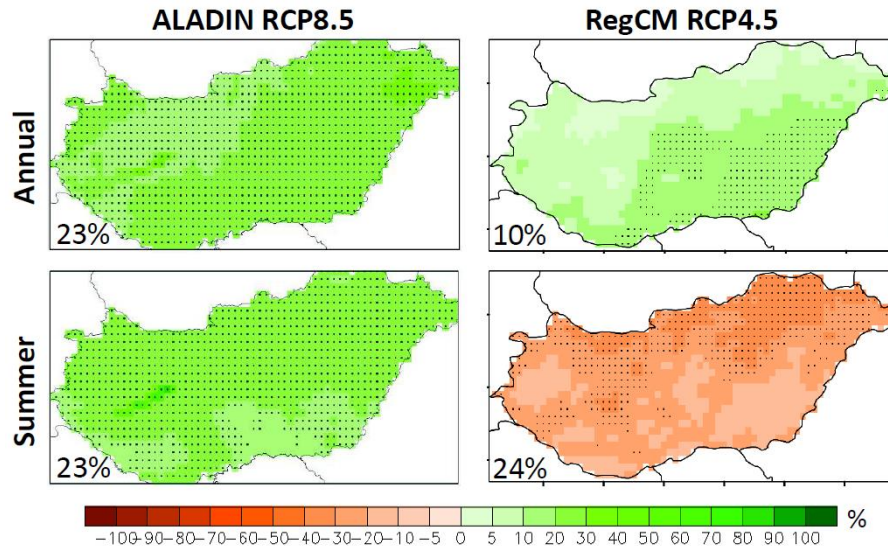 ALADIN RCP8.5 RegCM RCP4.5
Annual
23% 10%
Summer
23% 24%
-100-90-80-70-60-50-40-30-20-10 -5 0 5 10 20 30 40 50 60 70 80 90 100 %